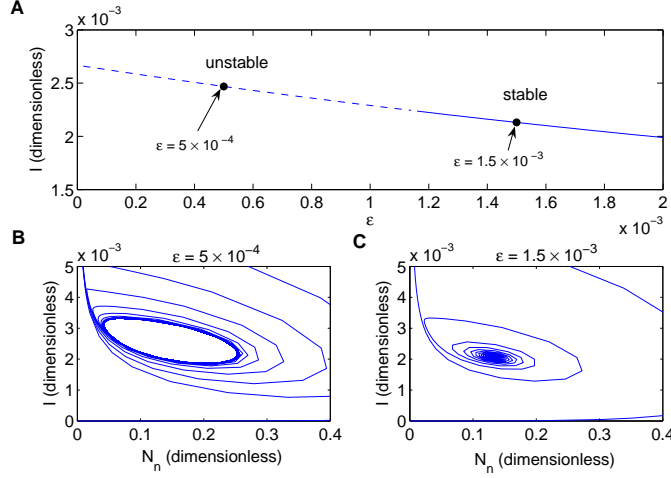 A
× 10⁻³
3
2.5
2
1.5
I (dimensionless)
unstable
stable
ε = 5 × 10⁻⁴
ε = 1.5 × 10⁻³
0 0.2 0.4 0.6 0.8 1 1.2 1.4 1.6 1.8 2
ε
× 10⁻³
B
× 10⁻³
ε = 5 × 10⁻⁴
5
4
3
2
1
0
I (dimensionless)
0 0.1 0.2 0.3 0.4
Nₙ (dimensionless)
C
× 10⁻³
ε = 1.5 × 10⁻³
5
4
3
2
1
0
I (dimensionless)
0 0.1 0.2 0.3 0.4
Nₙ (dimensionless)